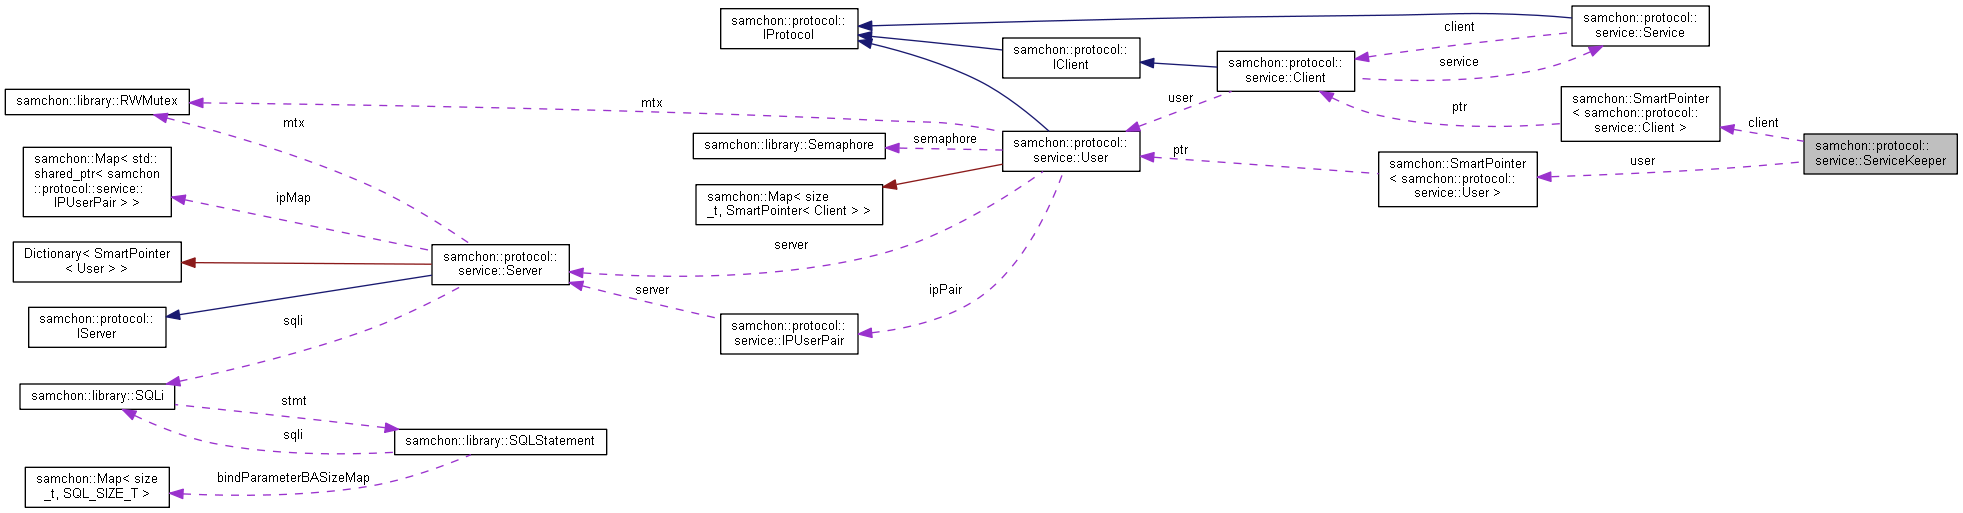 samchon::protocol::
IProtocol
samchon::protocol::
service::Service
client
samchon::protocol::
IClient
samchon::protocol::
service::Client
service
samchon::library::RWMutex
mtx
user
ptr
samchon::SmartPointer
< samchon::protocol::
service::Client >
client
samchon::protocol::
service::ServiceKeeper
mtx
samchon::library::Semaphore
semaphore
samchon::protocol::
service::User
ptr
samchon::SmartPointer
< samchon::protocol::
service::User >
user
samchon::Map< std::
shared_ptr< samchon
::protocol::service::
IPUserPair > >
ipMap
samchon::Map< size
_t, SmartPointer< Client > >
server
Dictionary< SmartPointer
< User > >
samchon::protocol::
service::Server
server
ipPair
samchon::protocol::
IServer
sqli
samchon::protocol::
service::IPUserPair
samchon::library::SQLi
stmt
sqli
samchon::library::SQLStatement
samchon::Map< size
_t, SQL_SIZE_T >
bindParameterBASizeMap